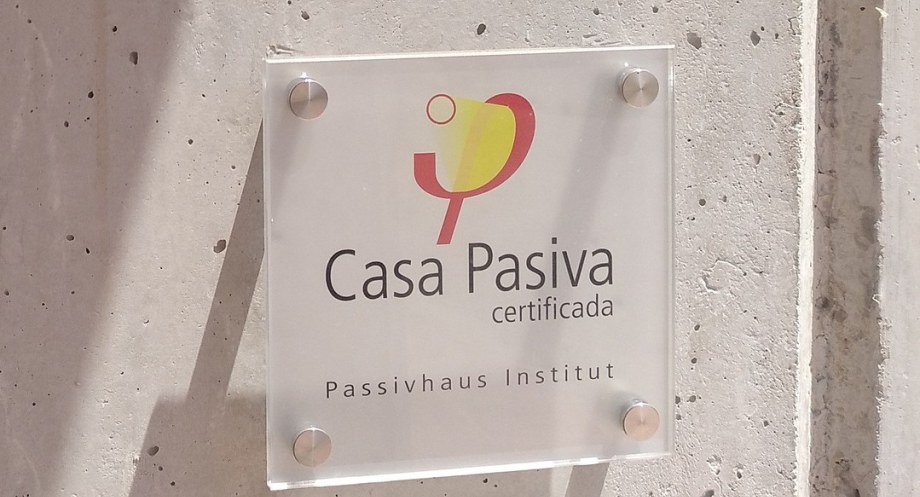 Casa Pasiva
certificada
Passivhaus Institut